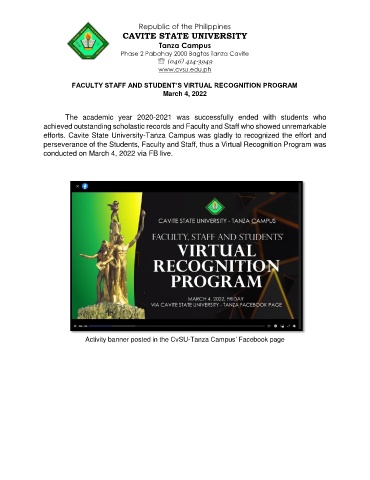 Republic of the Philippines
CAVITE STATE UNIVERSITY
Tanza Campus
Phase 2 Pabahay 2000 Bagtas Tanza Cavite
☏ (046) 414-3949
www.cvsu.edu.ph
FACULTY STAFF AND STUDENT'S VIRTUAL RECOGNITION PROGRAM
March 4, 2022
The academic year 2020-2021 was successfully ended with students who
achieved outstanding scholastic records and Faculty and Staff who showed unremarkable
efforts. Cavite State University-Tanza Campus was gladly to recognized the effort and
perseverance of the Students, Faculty and Staff, thus a Virtual Recognition Program was
conducted on March 4, 2022 via FB live.
CAVITE STATE UNIVERSITY - TANZA CAMPUS
FACULTY, STAFF AND STUDENTS'
VIRTUAL
RECOGNITION
PROGRAM
MARCH 4, 2022, FRIDAY
VIA CAVITE STATE UNIVERSITY - TANZA FACEBOOK PAGE
Activity banner posted in the CvSU-Tanza Campus' Facebook page